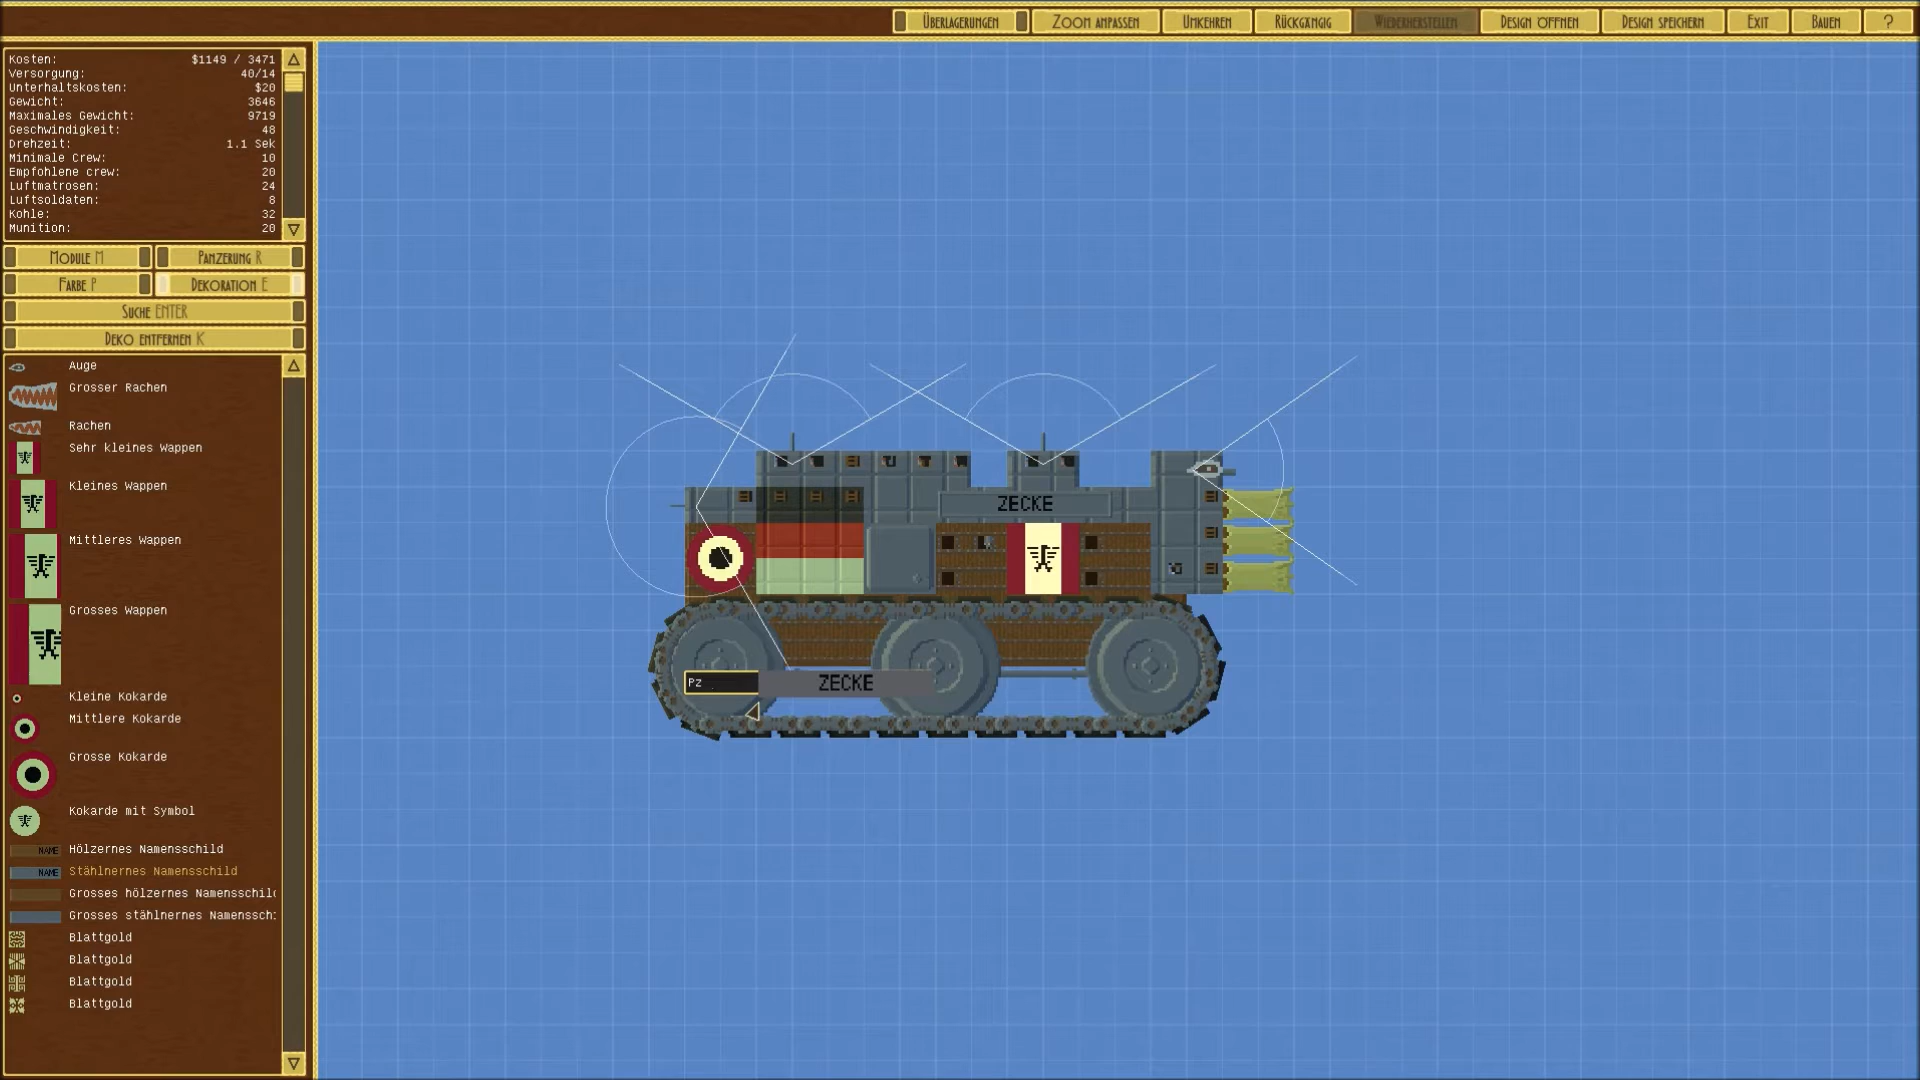 ÜBERLAGERUNGEN
ZOOM ANPASSEN
UMKEHREN
RÜCKGÄNGIG
WIEDERHERSTELLEN
DESIGN ÖFFNEN
DESIGN SPEICHERN
EXIT
BAUEN
?
Kosten: $1149 / 3471
Versorgung: 40/14
Unterhaltskosten: $20
Gewicht: 3646
Maximales Gewicht: 9719
Geschwindigkeit: 48
Drehzeit: 1.1 Sek
Minimale Crew: 10
Empfohlene crew: 20
Luftmatrosen: 24
Luftsoldaten: 8
Kohle: 32
Munition: 20
MODULE M
PANZERUNG R
FARBE P
DEKORATION E
SUCHE ENTER
DEKO ENTFERNEN K
Auge
Grosser Rachen
Rachen
Sehr kleines Wappen
Kleines Wappen
Mittleres Wappen
Grosses Wappen
Kleine Kokarde
Mittlere Kokarde
Grosse Kokarde
Kokarde mit Symbol
NAME Hölzernes Namensschild
NAME Stählnernes Namensschild
Grosses hölzernes Namensschild
Grosses stählnernes Namenssch
Blattgold
Blattgold
Blattgold
Blattgold
ZECKE
Pz
ZECKE